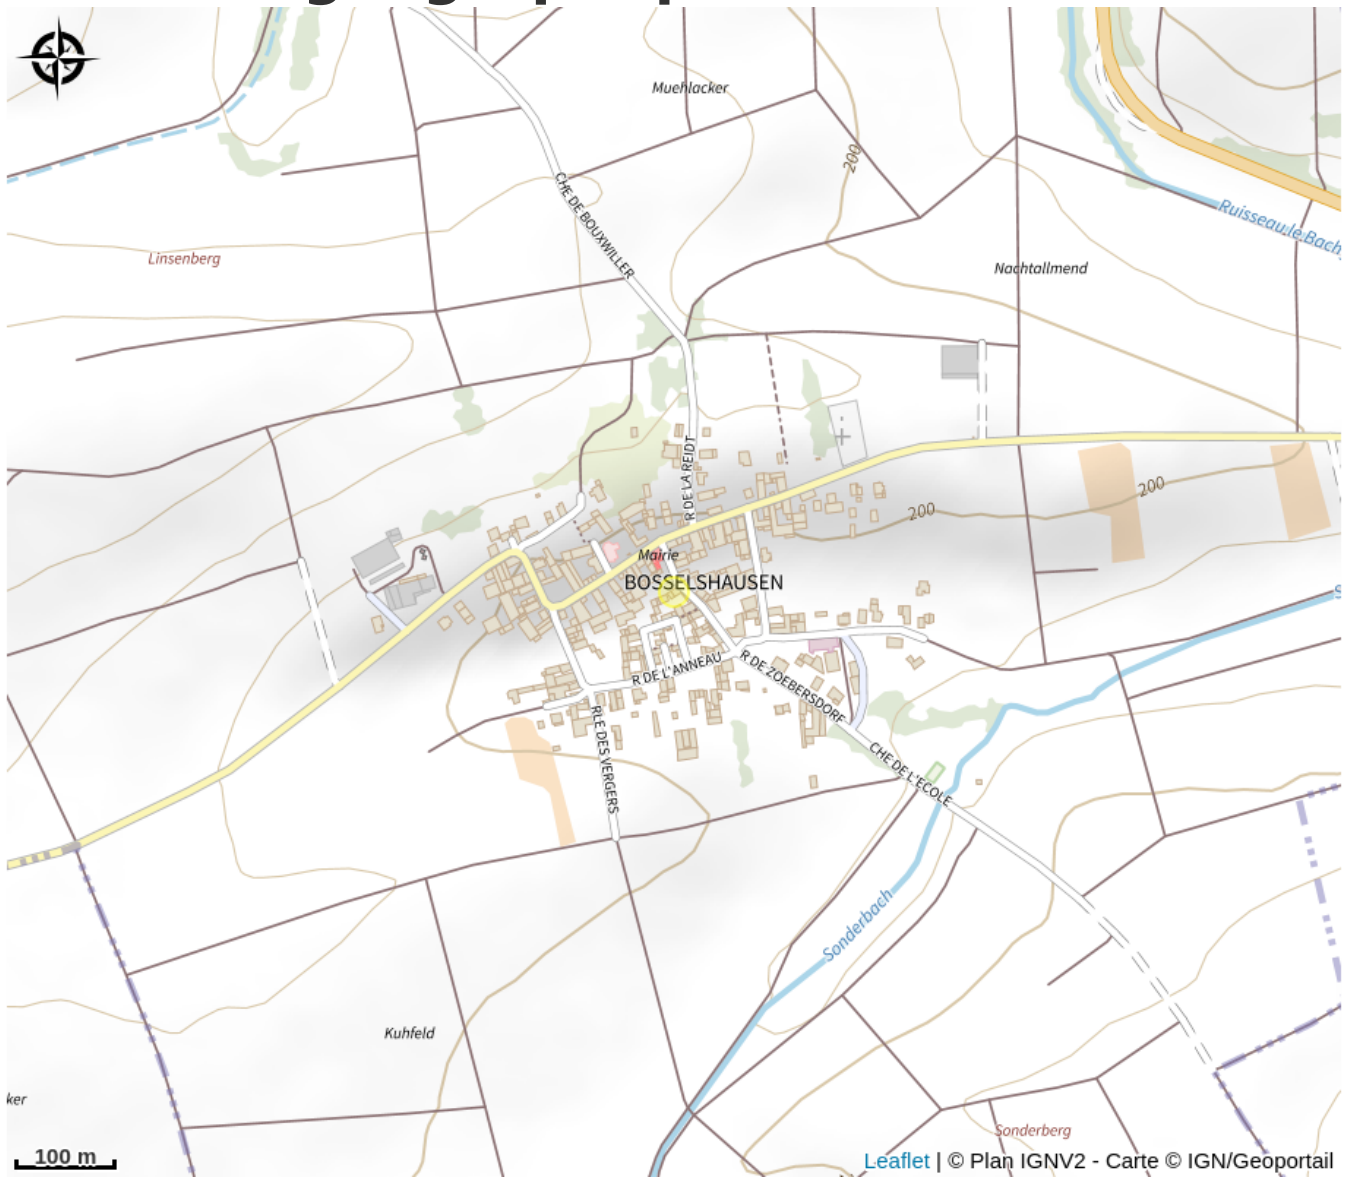 Muehlacker
200
CHE DE BOUXWILLER
Ruisseau le Bach
Linsenberg
Nachtallmend
R DE LA REIDT
200
200
Mairie
BOSSELSHAUSEN
R DE L'ANNEAU
R DE ZOEBERSDORF
RLE DES VERGERS
CHE DE L'ECOLE
Sonderbach
Kuhfeld
ker
Sonderberg
100 m
Leaflet | © Plan IGNV2 - Carte © IGN/Geoportail